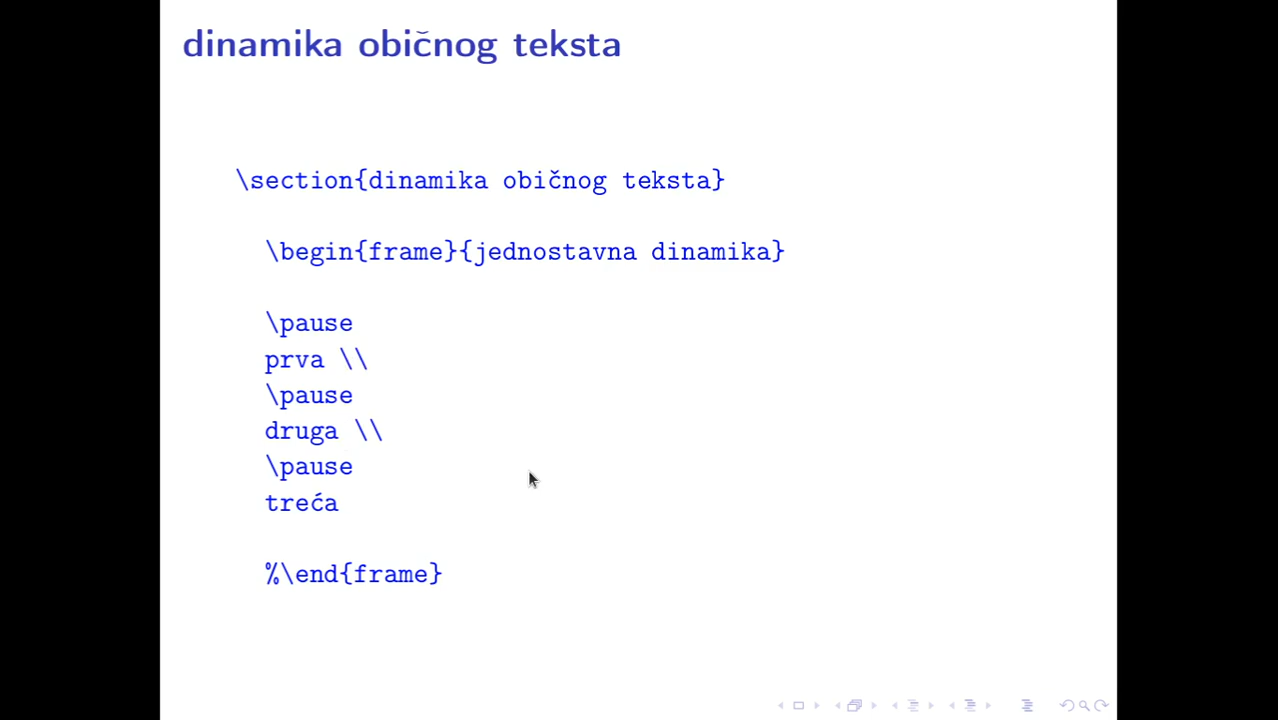 dinamika običnog teksta
\section{dinamika običnog teksta}
\begin{frame}{jednostavna dinamika}
\pause
prva \\
\pause
druga \\
\pause
treća
%\end{frame}